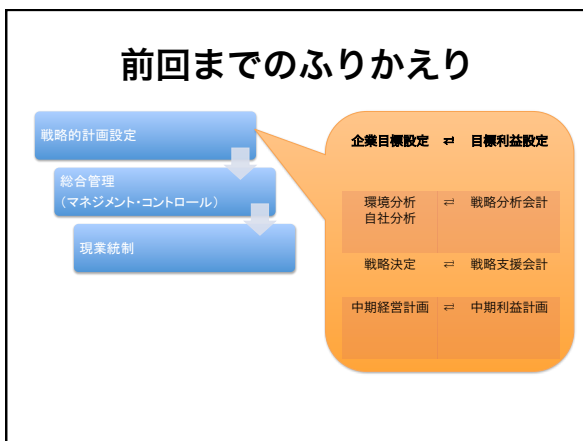 前回までのふりかえり
戦略的計画設定
総合管理
(マネジメント・コントロール)
現業統制
企業目標設定 ⇄ 目標利益設定
環境分析 ⇄ 戦略分析会計
自社分析
戦略決定 ⇄ 戦略支援会計
中期経営計画 ⇄ 中期利益計画